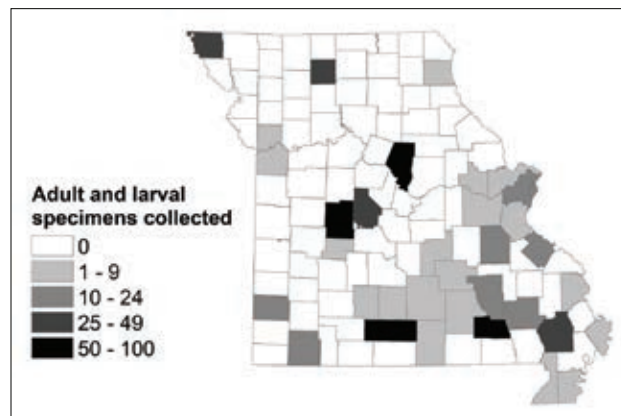 Adult and larval
specimens collected
0
1 - 9
10 - 24
25 - 49
50 - 100